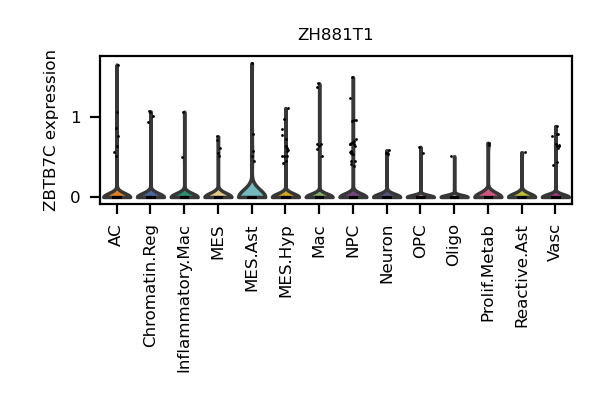 ZH881T1
ZBTB7C expression
1
0
AC
Chromatin.Reg
Inflammatory.Mac
MES
MES.Ast
MES.Hyp
Mac
NPC
Neuron
OPC
Oligo
Prolif.Metab
Reactive.Ast
Vasc